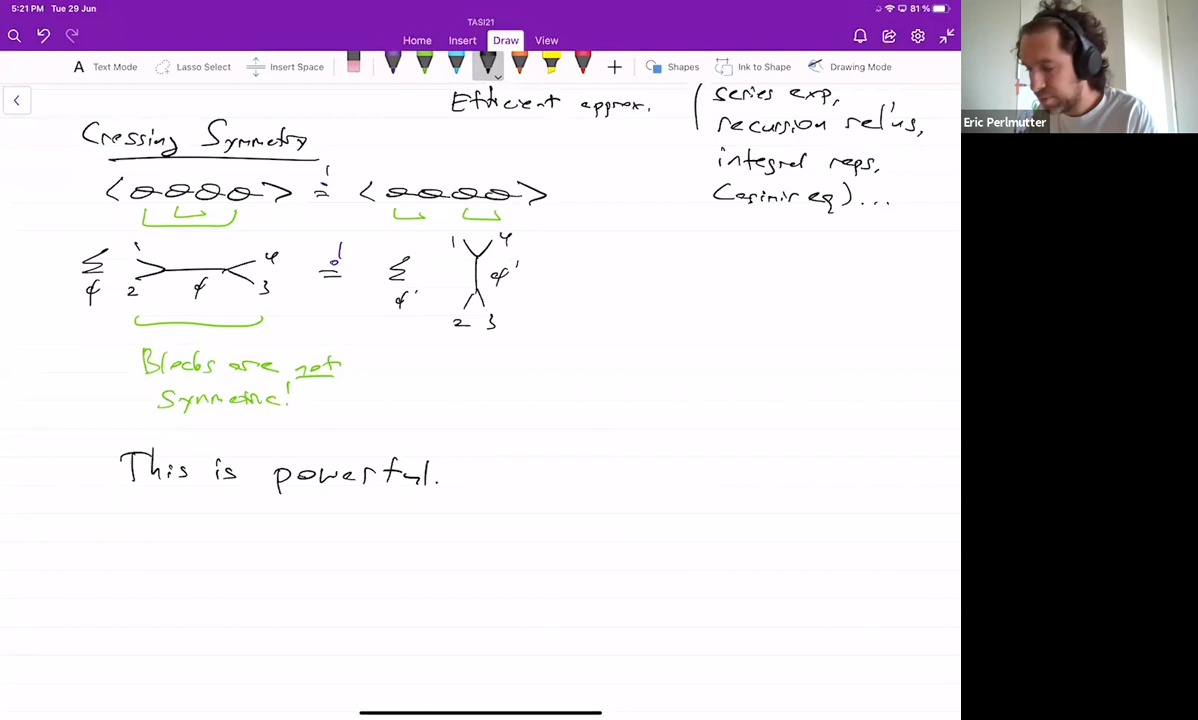 5:21 PM Tue 29 Jun
81 %
TASI21
Home Insert Draw View
Text Mode Lasso Select Insert Space + Shapes Ink to Shape Drawing Mode
Efficient approx.
(series exp,
recursion rel'ns,
integral reps,
Casimir eq)...
Crossing Symmetry
<𝒪𝒪𝒪𝒪> =! <𝒪𝒪𝒪𝒪>
Σ φ 1 2 φ 4 3 =! Σ φ' 1 4 φ' 2 3
Blocks are not
Symmetric!
This is powerful.
Eric Perlmutter